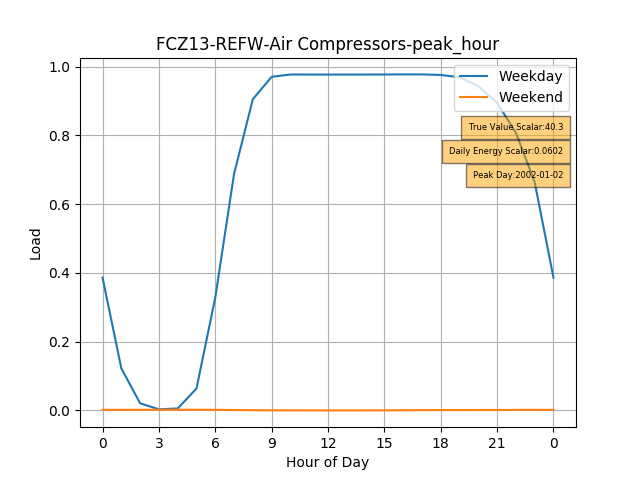 FCZ13-REFW-Air Compressors-peak_hour
Weekday
Weekend
True Value Scalar:40.3
Daily Energy Scalar:0.0602
Peak Day:2002-01-02
Load
1.0
0.8
0.6
0.4
0.2
0.0
0 3 6 9 12 15 18 21 0
Hour of Day